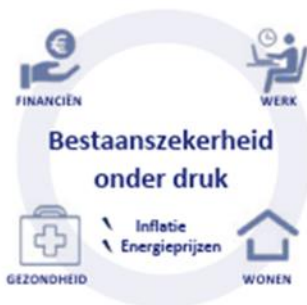 FINANCIËN
WERK
Bestaanszekerheid
onder druk
Inflatie
Energieprijzen
GEZONDHEID
WONEN